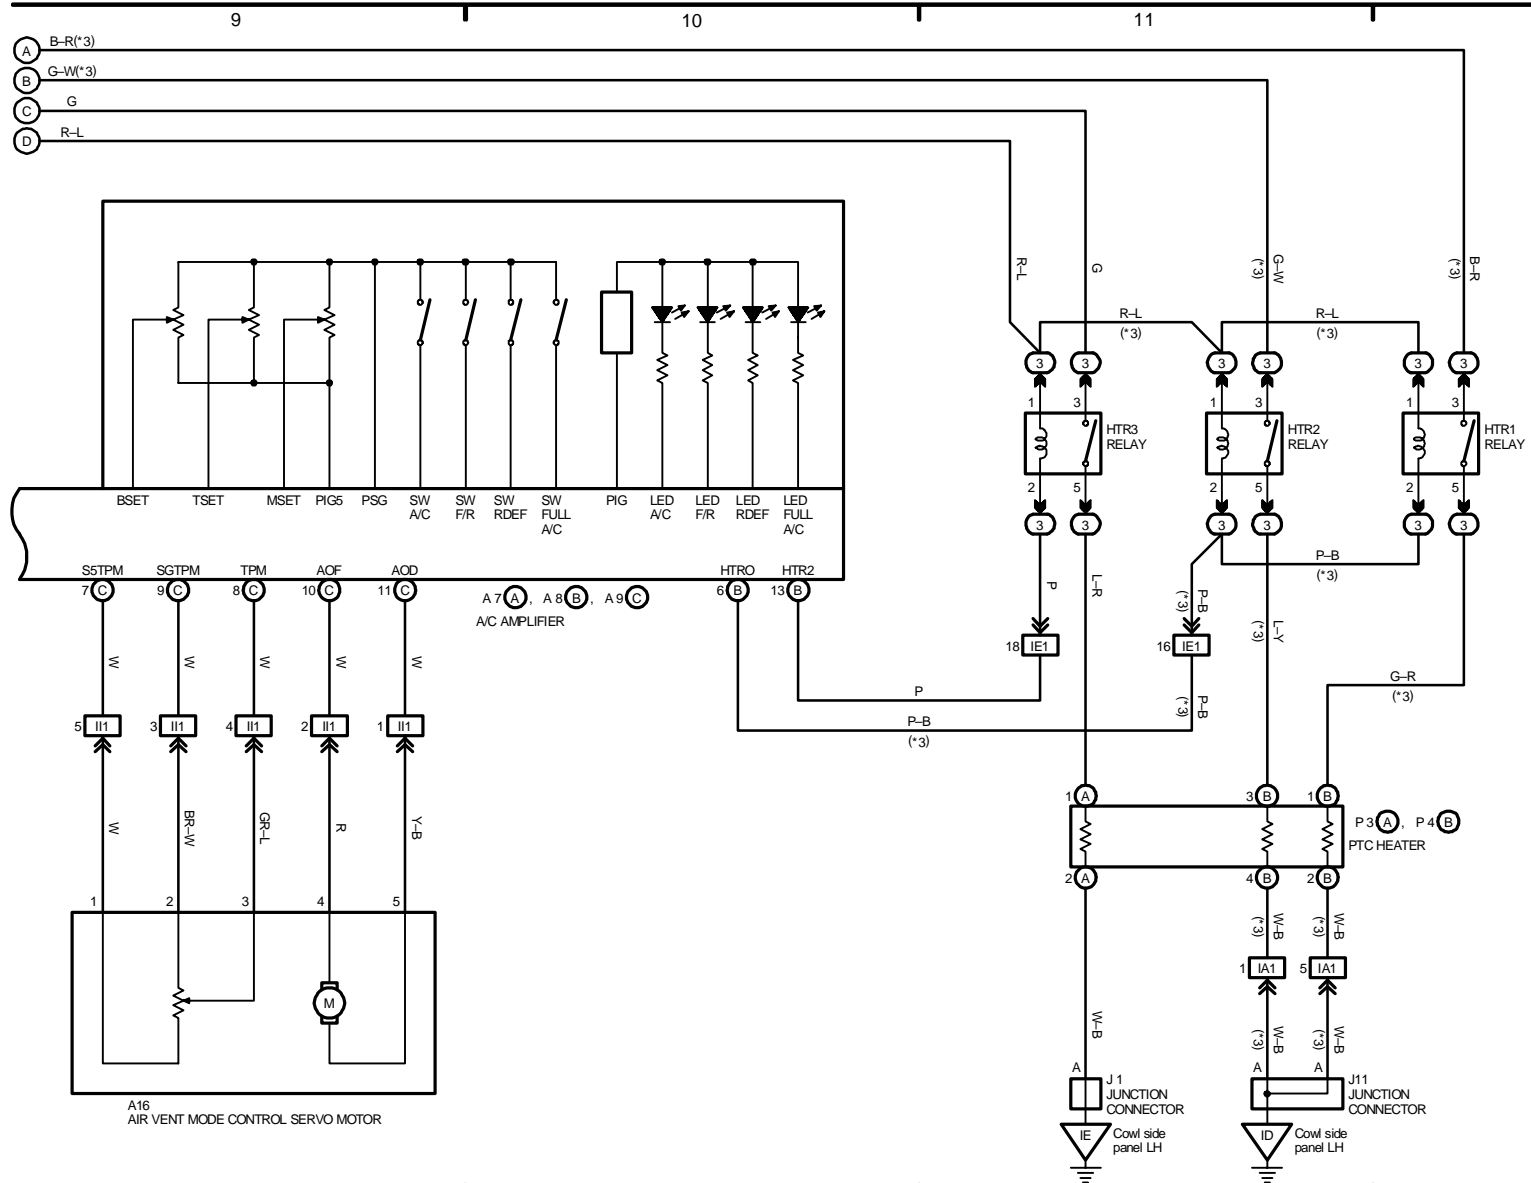 9 10 11
A B–R(*3)
B G–W(*3)
C G
D R–L
R–L
G
G–W
(*3)
B–R
(*3)
R–L
(*3)
R–L
(*3)
3 3 3 3 3 3
1 3 1 3 1 3
HTR3
RELAY
HTR2
RELAY
HTR1
RELAY
2 5 2 5 2 5
3 3 3 3 3 3
BSET TSET MSET PIG5 PSG
SW
A/C
SW
F/R
SW
RDEF
SW
FULL
A/C
PIG
LED
A/C
LED
F/R
LED
RDEF
LED
FULL
A/C
S5TPM SGTPM TPM AOF AOD HTRO HTR2
7 C 9 C 8 C 10 C 11 C 6 B 13 B
A 7 A , A 8 B , A 9 C
A/C AMPLIFIER
P–B
(*3)
P
L–R
P–B
(*3)
L–Y
(*3)
W W W W W
18 IE1 16 IE1
G–R
(*3)
P
P–B
(*3)
P–B
(*3)
5 II1 3 II1 4 II1 2 II1 1 II1
W BR–W GR–L R Y–B
1 A 3 B 1 B
P 3 A , P 4 B
PTC HEATER
2 A 4 B 2 B
1 2 3 4 5
M
W–B
(*3)
W–B
(*3)
1 IA1 5 IA1
W–B
W–B
(*3)
W–B
(*3)
A A A
J 1
JUNCTION
CONNECTOR
J11
JUNCTION
CONNECTOR
A16
AIR VENT MODE CONTROL SERVO MOTOR
IE Cowl side
panel LH
ID Cowl side
panel LH